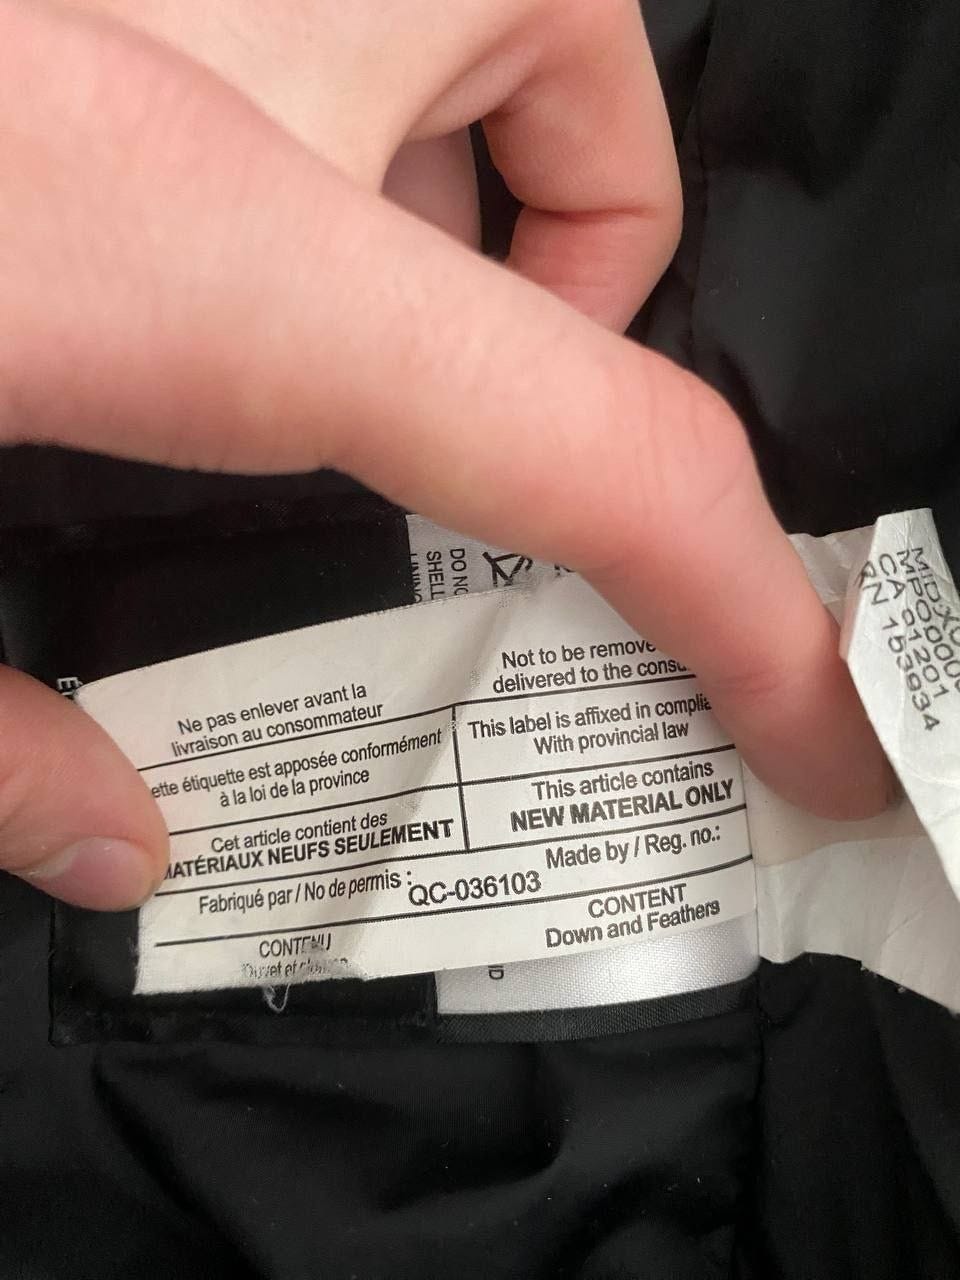 DO NO
SHELL
Ne pas enlever avant la
livraison au consommateur
ette étiquette est apposée conformément
à la loi de la province
Cet article contient des
MATÉRIAUX NEUFS SEULEMENT
Fabriqué par / No de permis :
QC-036103
CONTENU
Duvet et
Not to be remove
delivered to the consu
This label is affixed in complia
With provincial law
This article contains
NEW MATERIAL ONLY
Made by / Reg. no.:
CONTENT
Down and Feathers
CA 01201
RN 153934